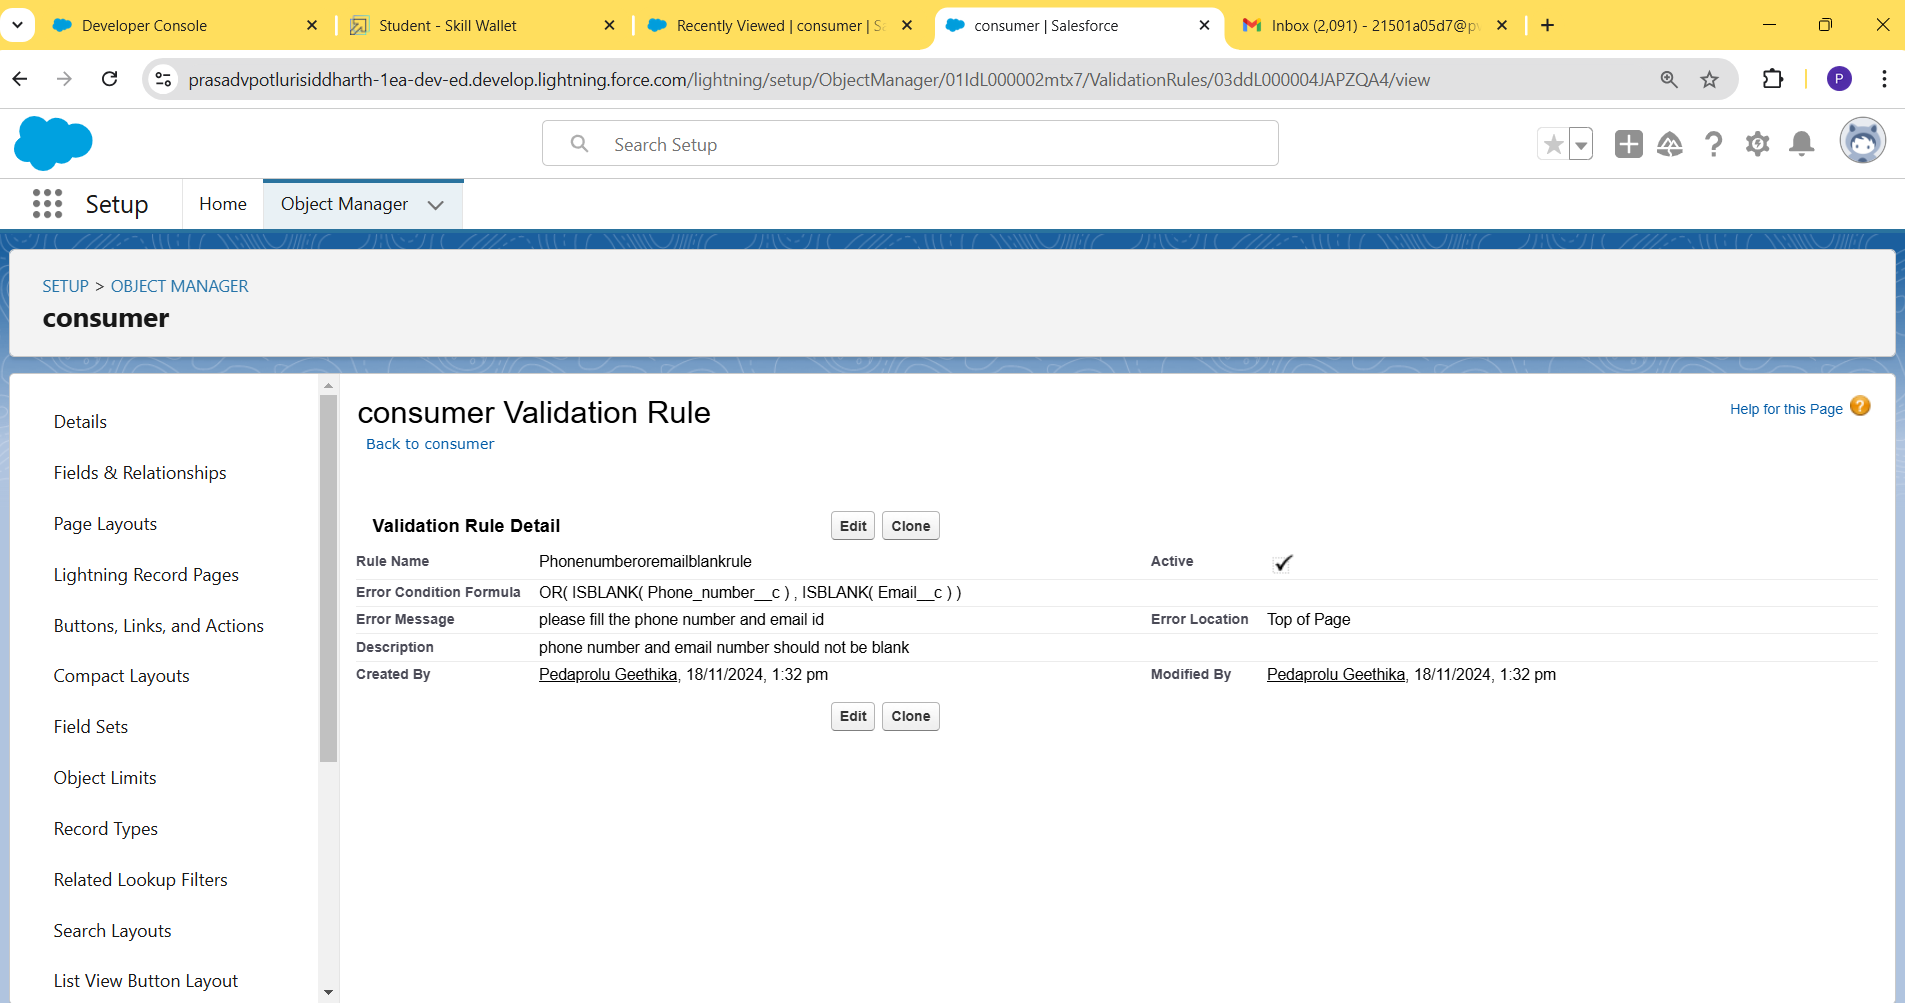 Developer Console
Student - Skill Wallet
Recently Viewed | consumer | Sa
consumer | Salesforce
Inbox (2,091) - 21501a05d7@pv
prasadvpotlurisiddharth-1ea-dev-ed.develop.lightning.force.com/lightning/setup/ObjectManager/01IdL000002mtx7/ValidationRules/03ddL000004JAPZQA4/view
P
Search Setup
Setup
Home
Object Manager
SETUP > OBJECT MANAGER
consumer
Details
Fields & Relationships
Page Layouts
Lightning Record Pages
Buttons, Links, and Actions
Compact Layouts
Field Sets
Object Limits
Record Types
Related Lookup Filters
Search Layouts
List View Button Layout
consumer Validation Rule
Help for this Page ?
Back to consumer
Validation Rule Detail
Edit Clone
Rule Name Phonenumberoremailblankrule Active
Error Condition Formula OR( ISBLANK( Phone_number__c ) , ISBLANK( Email__c ) )
Error Message please fill the phone number and email id Error Location Top of Page
Description phone number and email number should not be blank
Created By Pedaprolu Geethika, 18/11/2024, 1:32 pm Modified By Pedaprolu Geethika, 18/11/2024, 1:32 pm
Edit Clone